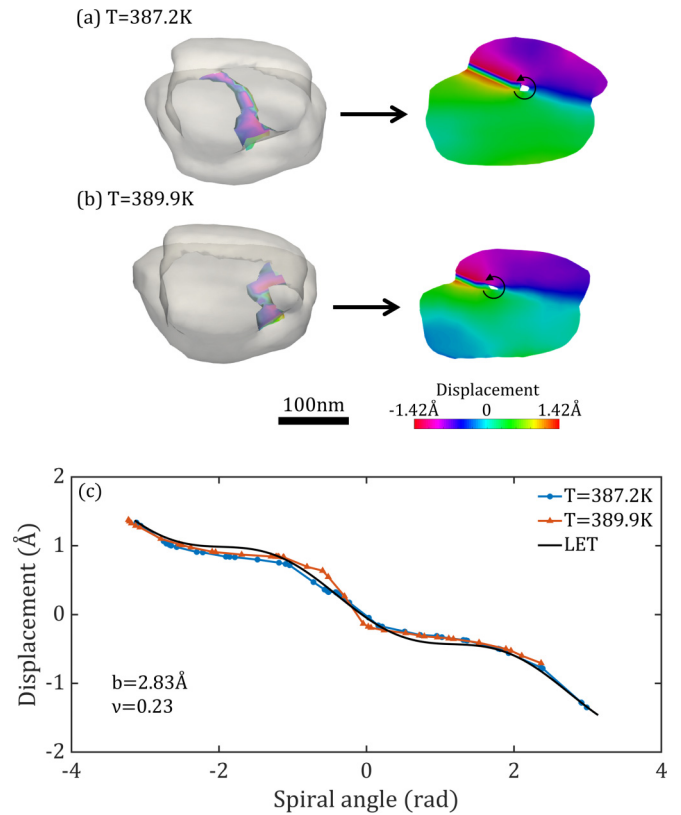 (a) T=387.2K
(b) T=389.9K
100nm
Displacement
-1.42Å 0 1.42Å
(c)
T=387.2K
T=389.9K
LET
b=2.83Å
ν=0.23
Displacement (Å)
2
1
0
-1
-2
-4 -2 0 2 4
Spiral angle (rad)